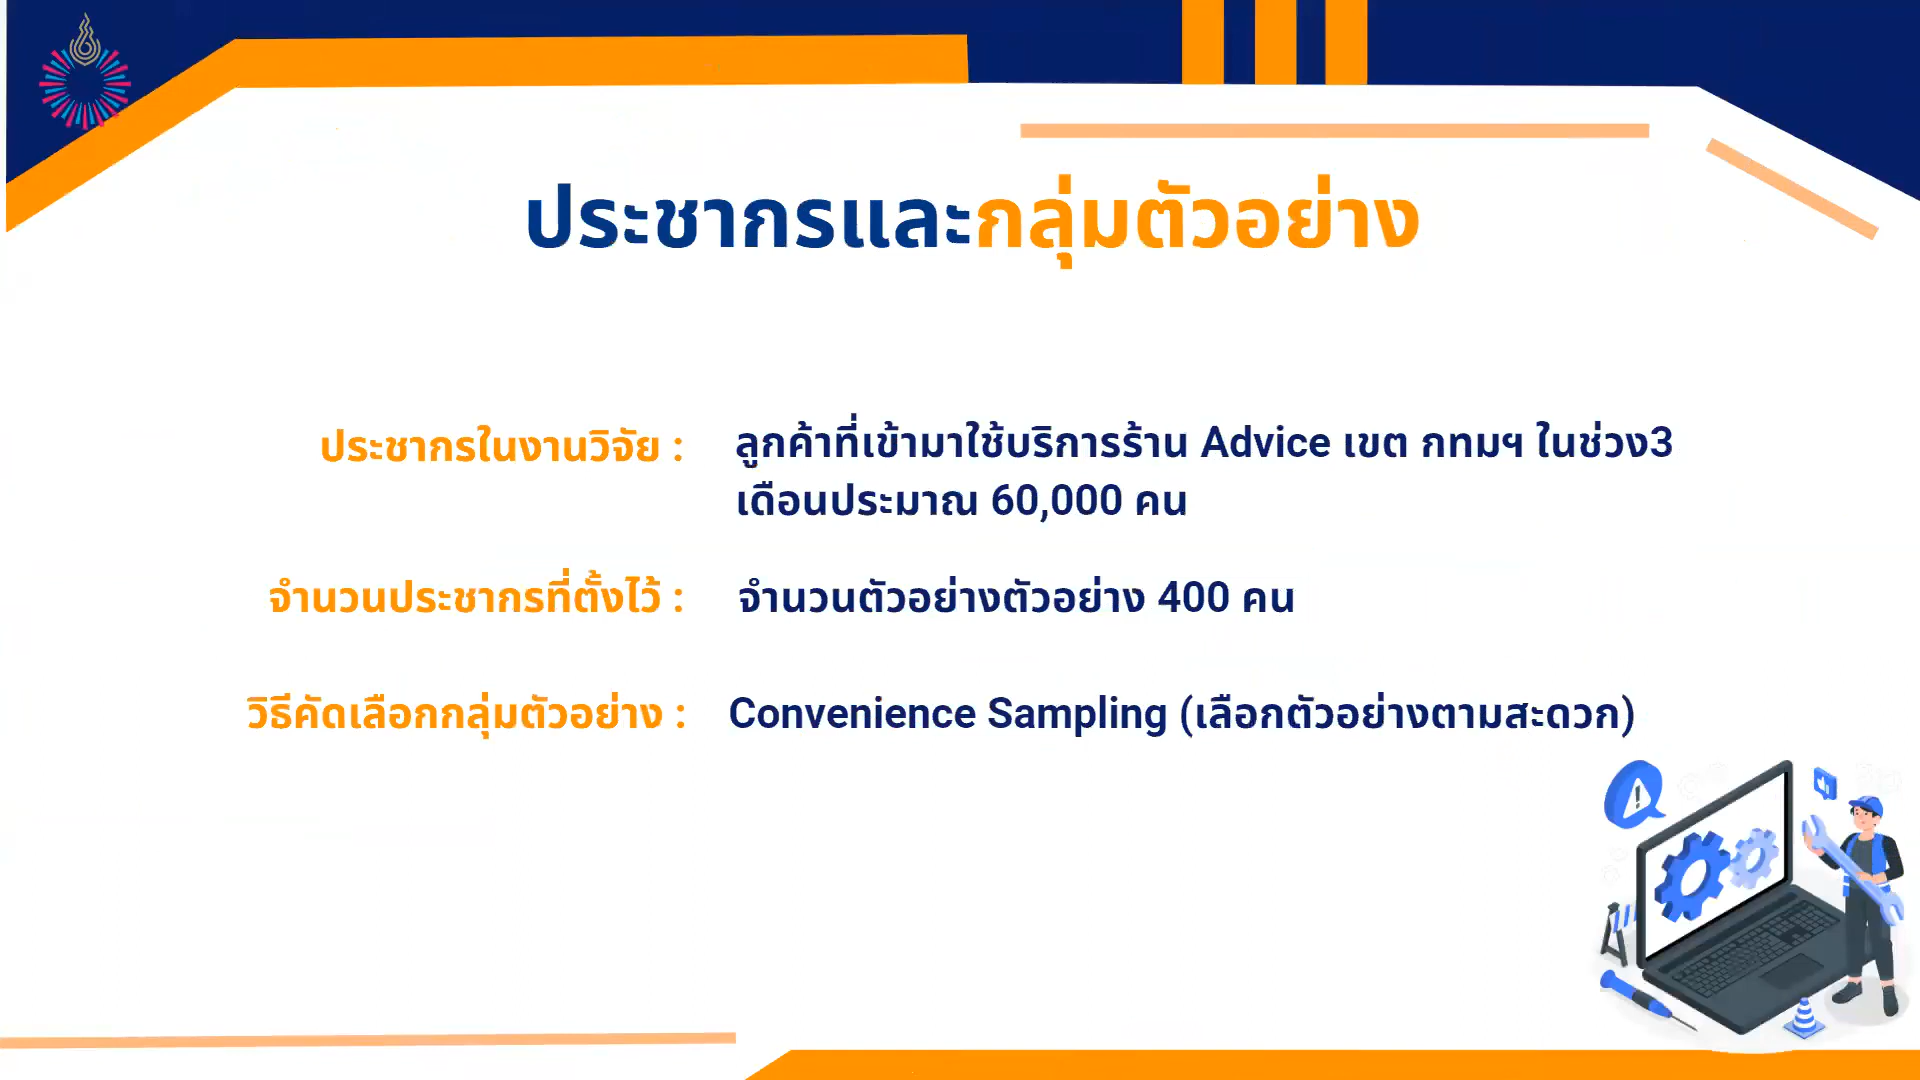 ประชากรและกลุ่มตัวอย่าง
ประชากรในงานวิจัย : ลูกค้าที่เข้ามาใช้บริการร้าน Advice เขต กทมฯ ในช่วง3
เดือนประมาณ 60,000 คน
จำนวนประชากรที่ตั้งไว้ : จำนวนตัวอย่างตัวอย่าง 400 คน
วิธีคัดเลือกกลุ่มตัวอย่าง : Convenience Sampling (เลือกตัวอย่างตามสะดวก)